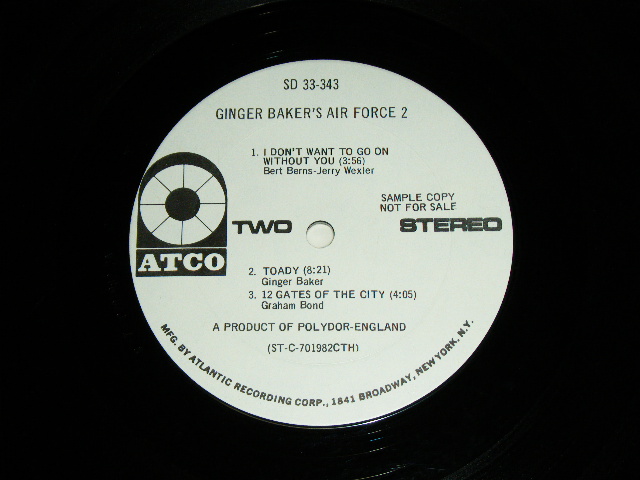 SD 33-343
GINGER BAKER'S AIR FORCE 2
1. I DON'T WANT TO GO ON
WITHOUT YOU (3:56)
Bert Berns-Jerry Wexler
SAMPLE COPY
NOT FOR SALE
TWO
STEREO
ATCO
2. TOADY (8:21)
Ginger Baker
3. 12 GATES OF THE CITY (4:05)
Graham Bond
A PRODUCT OF POLYDOR-ENGLAND
(ST-C-701982CTH)
MFG. BY ATLANTIC RECORDING CORP., 1841 BROADWAY, NEW YORK, N.Y.